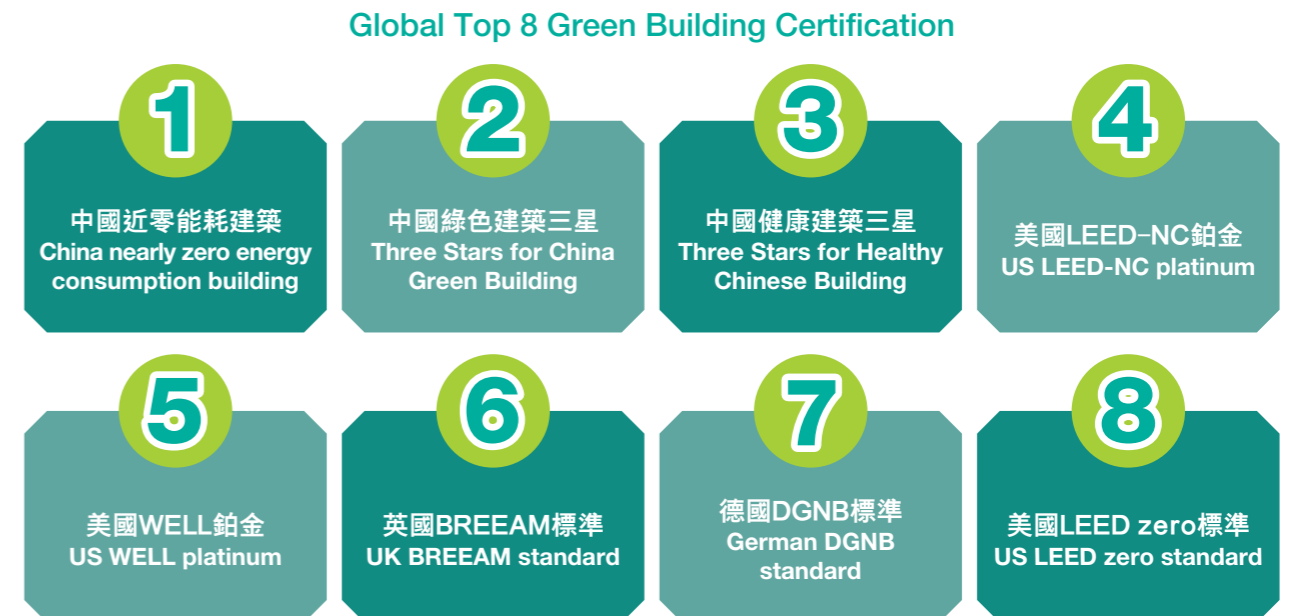 Global Top 8 Green Building Certification
1
中國近零能耗建築
China nearly zero energy
consumption building
2
中國綠色建築三星
Three Stars for China
Green Building
3
中國健康建築三星
Three Stars for Healthy
Chinese Building
4
美國LEED-NC鉑金
US LEED-NC platinum
5
美國WELL鉑金
US WELL platinum
6
英國BREEAM標準
UK BREEAM standard
7
德國DGNB標準
German DGNB
standard
8
美國LEED zero標準
US LEED zero standard